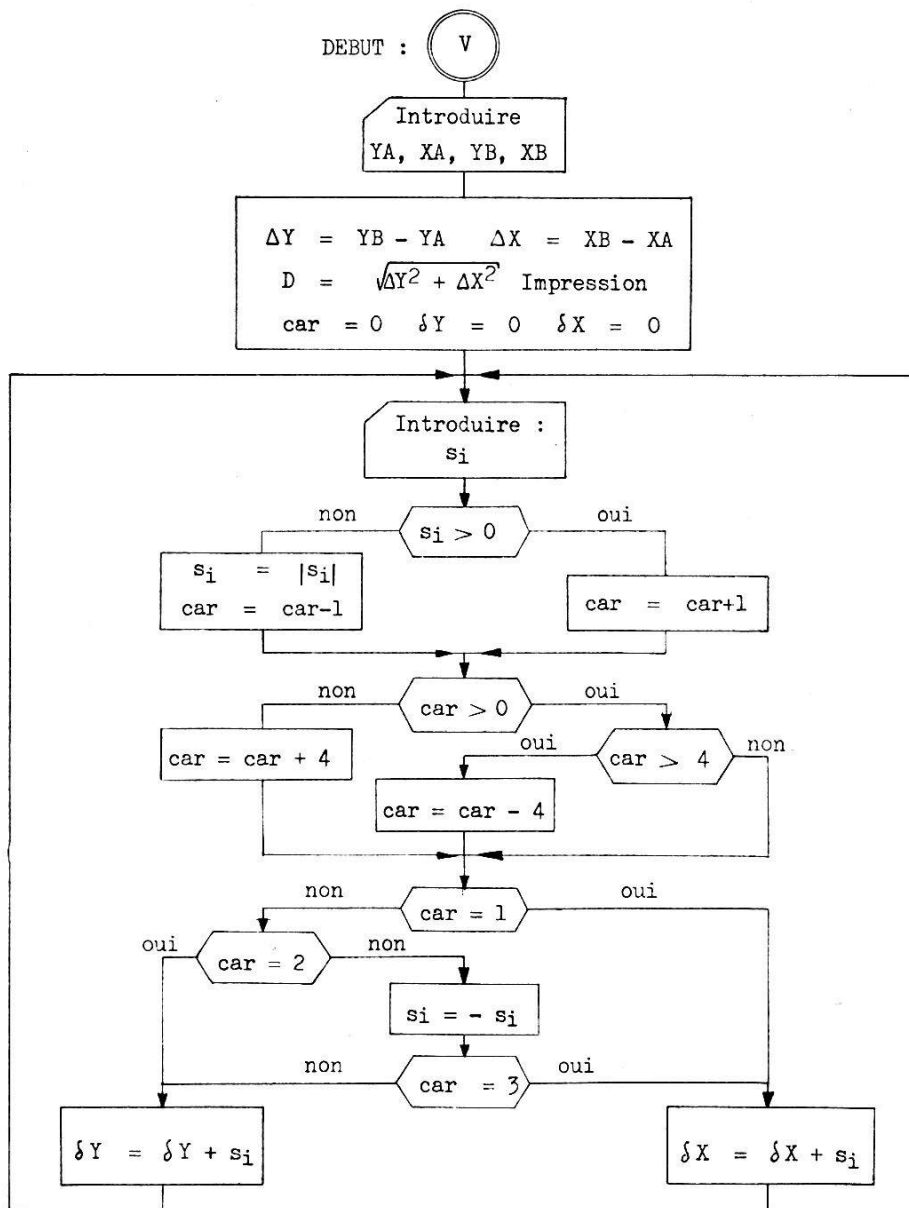 DEBUT : V
Introduire
YA, XA, YB, XB
ΔY = YB - YA ΔX = XB - XA
D = √ΔY² + ΔX² Impression
car = 0 δY = 0 δX = 0
Introduire :
si
non si > 0 oui
si = |si|
car = car-1
car = car+1
non car > 0 oui
car = car + 4
oui car > 4 non
car = car - 4
non car = 1 oui
oui car = 2 non
si = - si
non car = 3 oui
δY = δY + si
δX = δX + si